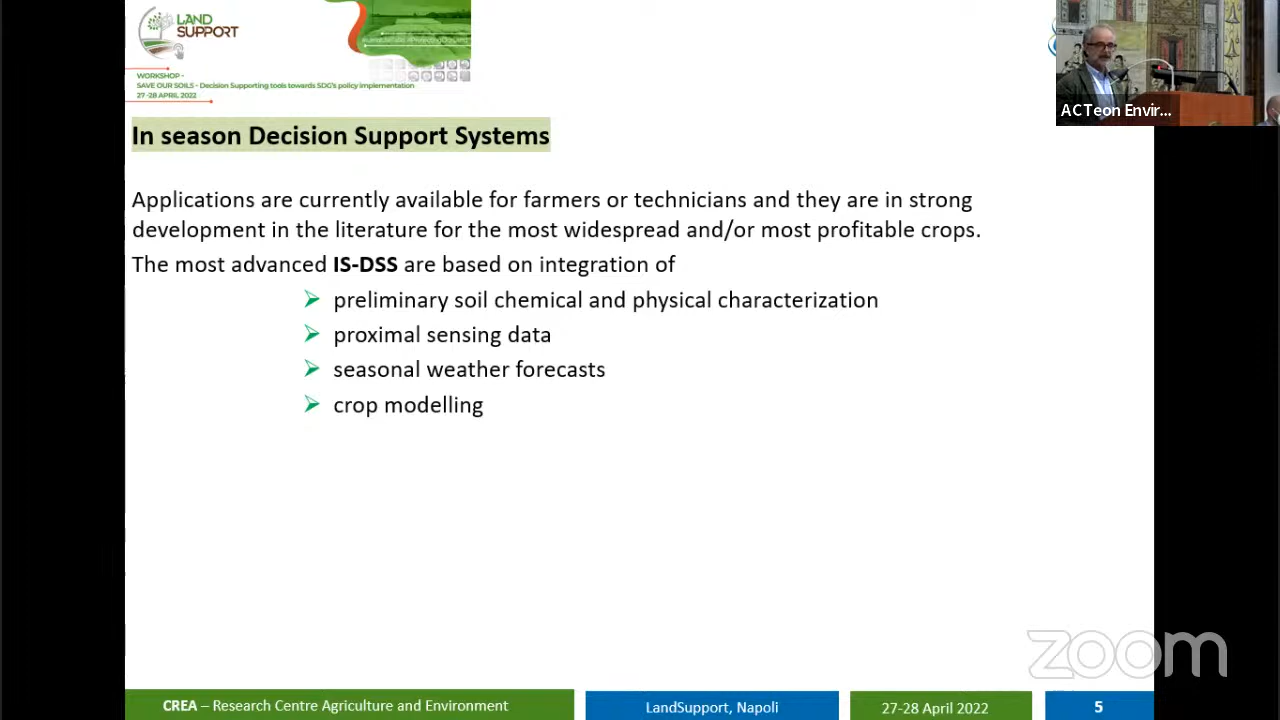 LAND
SUPPORT
WORKSHOP -
SAVE OUR SOILS - Decision Supporting tools towards SDG's policy implementation
27 -28 APRIL 2022
ACTeon Envir...
In season Decision Support Systems
Applications are currently available for farmers or technicians and they are in strong
development in the literature for the most widespread and/or most profitable crops.
The most advanced IS-DSS are based on integration of
preliminary soil chemical and physical characterization
proximal sensing data
seasonal weather forecasts
crop modelling
zoom
CREA – Research Centre Agriculture and Environment
LandSupport, Napoli
27-28 April 2022
5